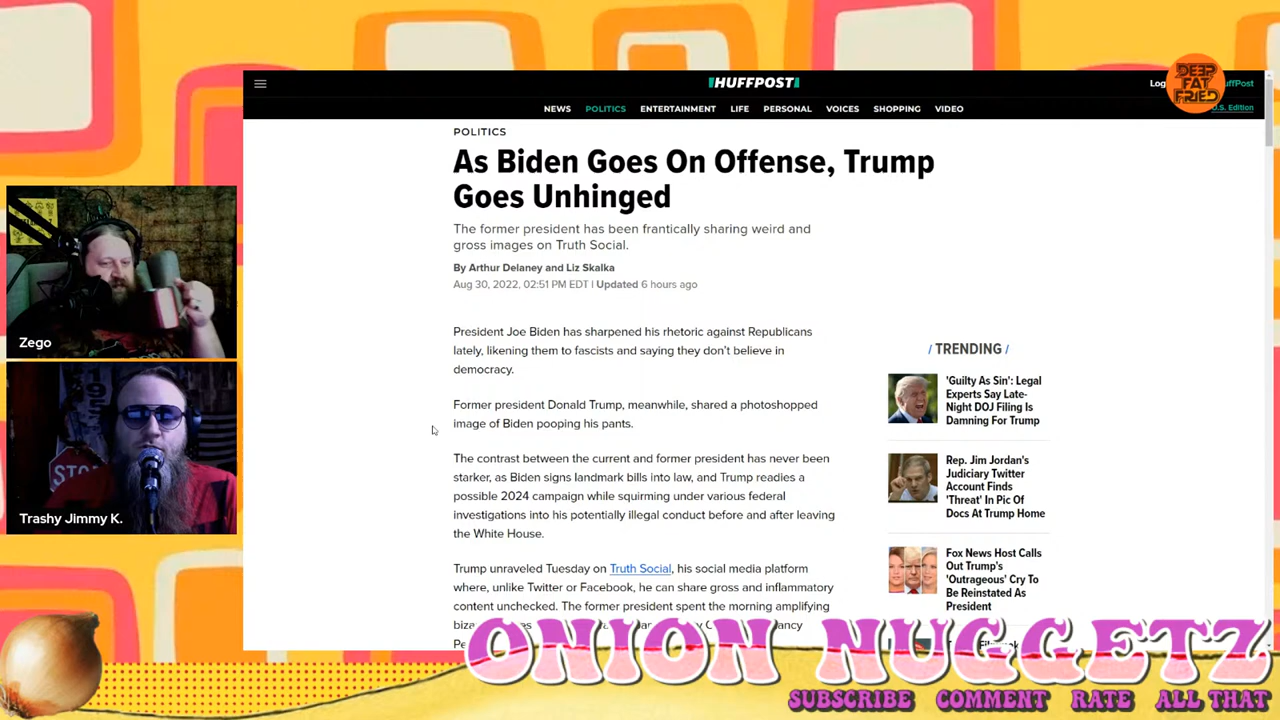 HUFFPOST
Log
HuffPost
U.S. Edition
DEEP
FAT
FRIED
NEWS POLITICS ENTERTAINMENT LIFE PERSONAL VOICES SHOPPING VIDEO
POLITICS
As Biden Goes On Offense, Trump
Goes Unhinged
The former president has been frantically sharing weird and
gross images on Truth Social.
By Arthur Delaney and Liz Skalka
Aug 30, 2022, 02:51 PM EDT | Updated 6 hours ago
President Joe Biden has sharpened his rhetoric against Republicans
lately, likening them to fascists and saying they don't believe in
democracy.
Former president Donald Trump, meanwhile, shared a photoshopped
image of Biden pooping his pants.
The contrast between the current and former president has never been
starker, as Biden signs landmark bills into law, and Trump readies a
possible 2024 campaign while squirming under various federal
investigations into his potentially illegal conduct before and after leaving
the White House.
Trump unraveled Tuesday on Truth Social, his social media platform
where, unlike Twitter or Facebook, he can share gross and inflammatory
content unchecked. The former president spent the morning amplifying
/ TRENDING /
'Guilty As Sin': Legal
Experts Say Late-
Night DOJ Filing Is
Damning For Trump
Rep. Jim Jordan's
Judiciary Twitter
Account Finds
'Threat' In Pic Of
Docs At Trump Home
Fox News Host Calls
Out Trump's
'Outrageous' Cry To
Be Reinstated As
President
Zego
STOP
Trashy Jimmy K.
ONION NUGGETZ
SUBSCRIBE COMMENT RATE ALL THAT